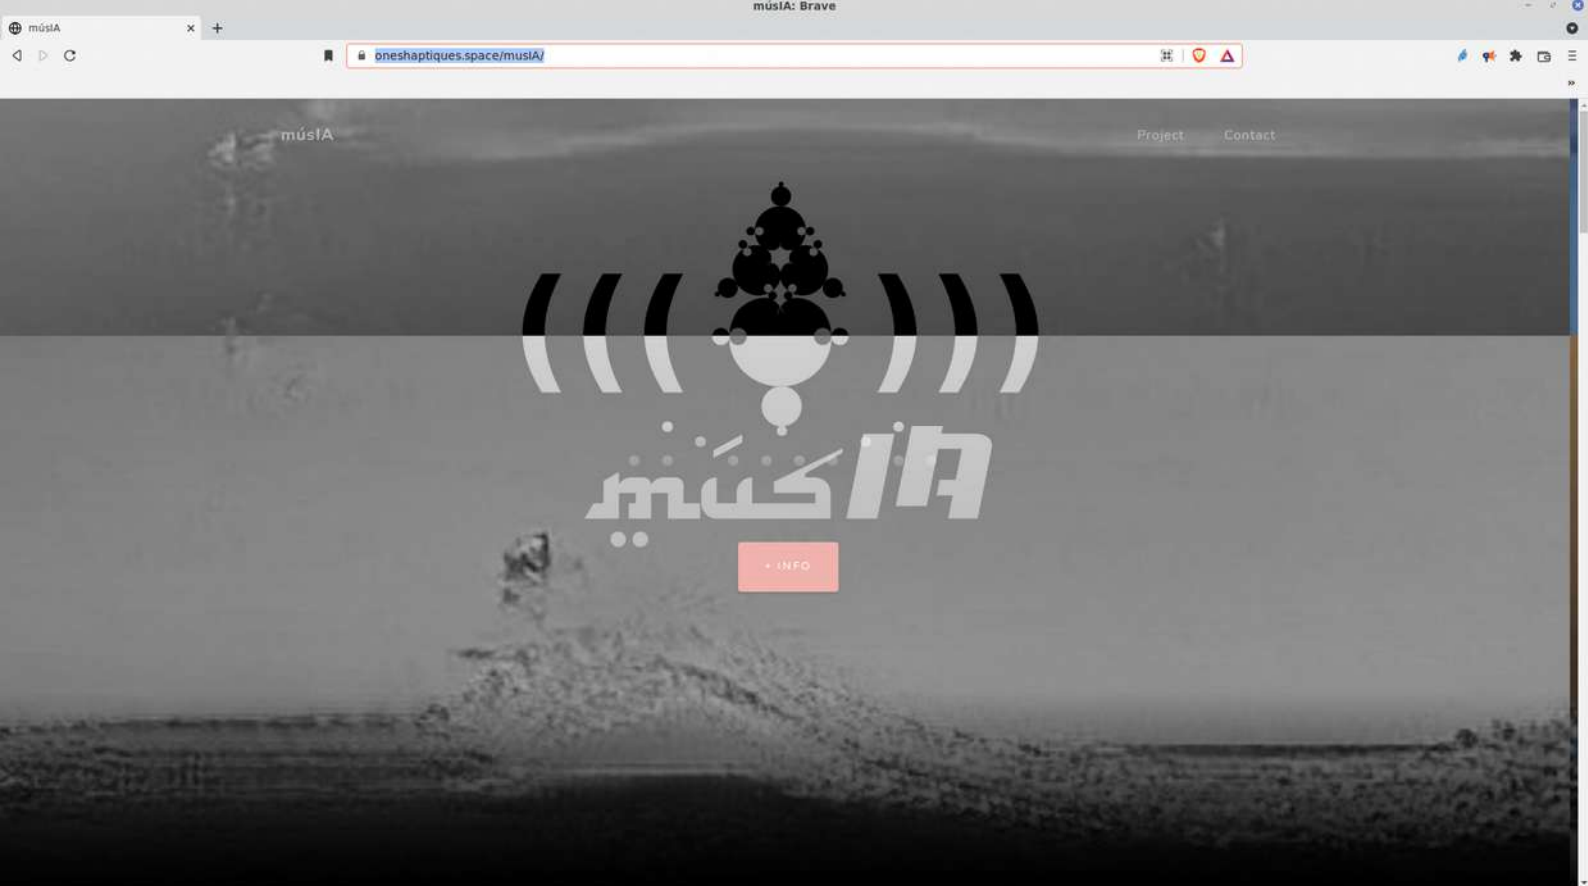 músIA: Brave
músIA
oneshaptiques.space/musIA/
músIA
Project
Contact
músIA
+ INFO